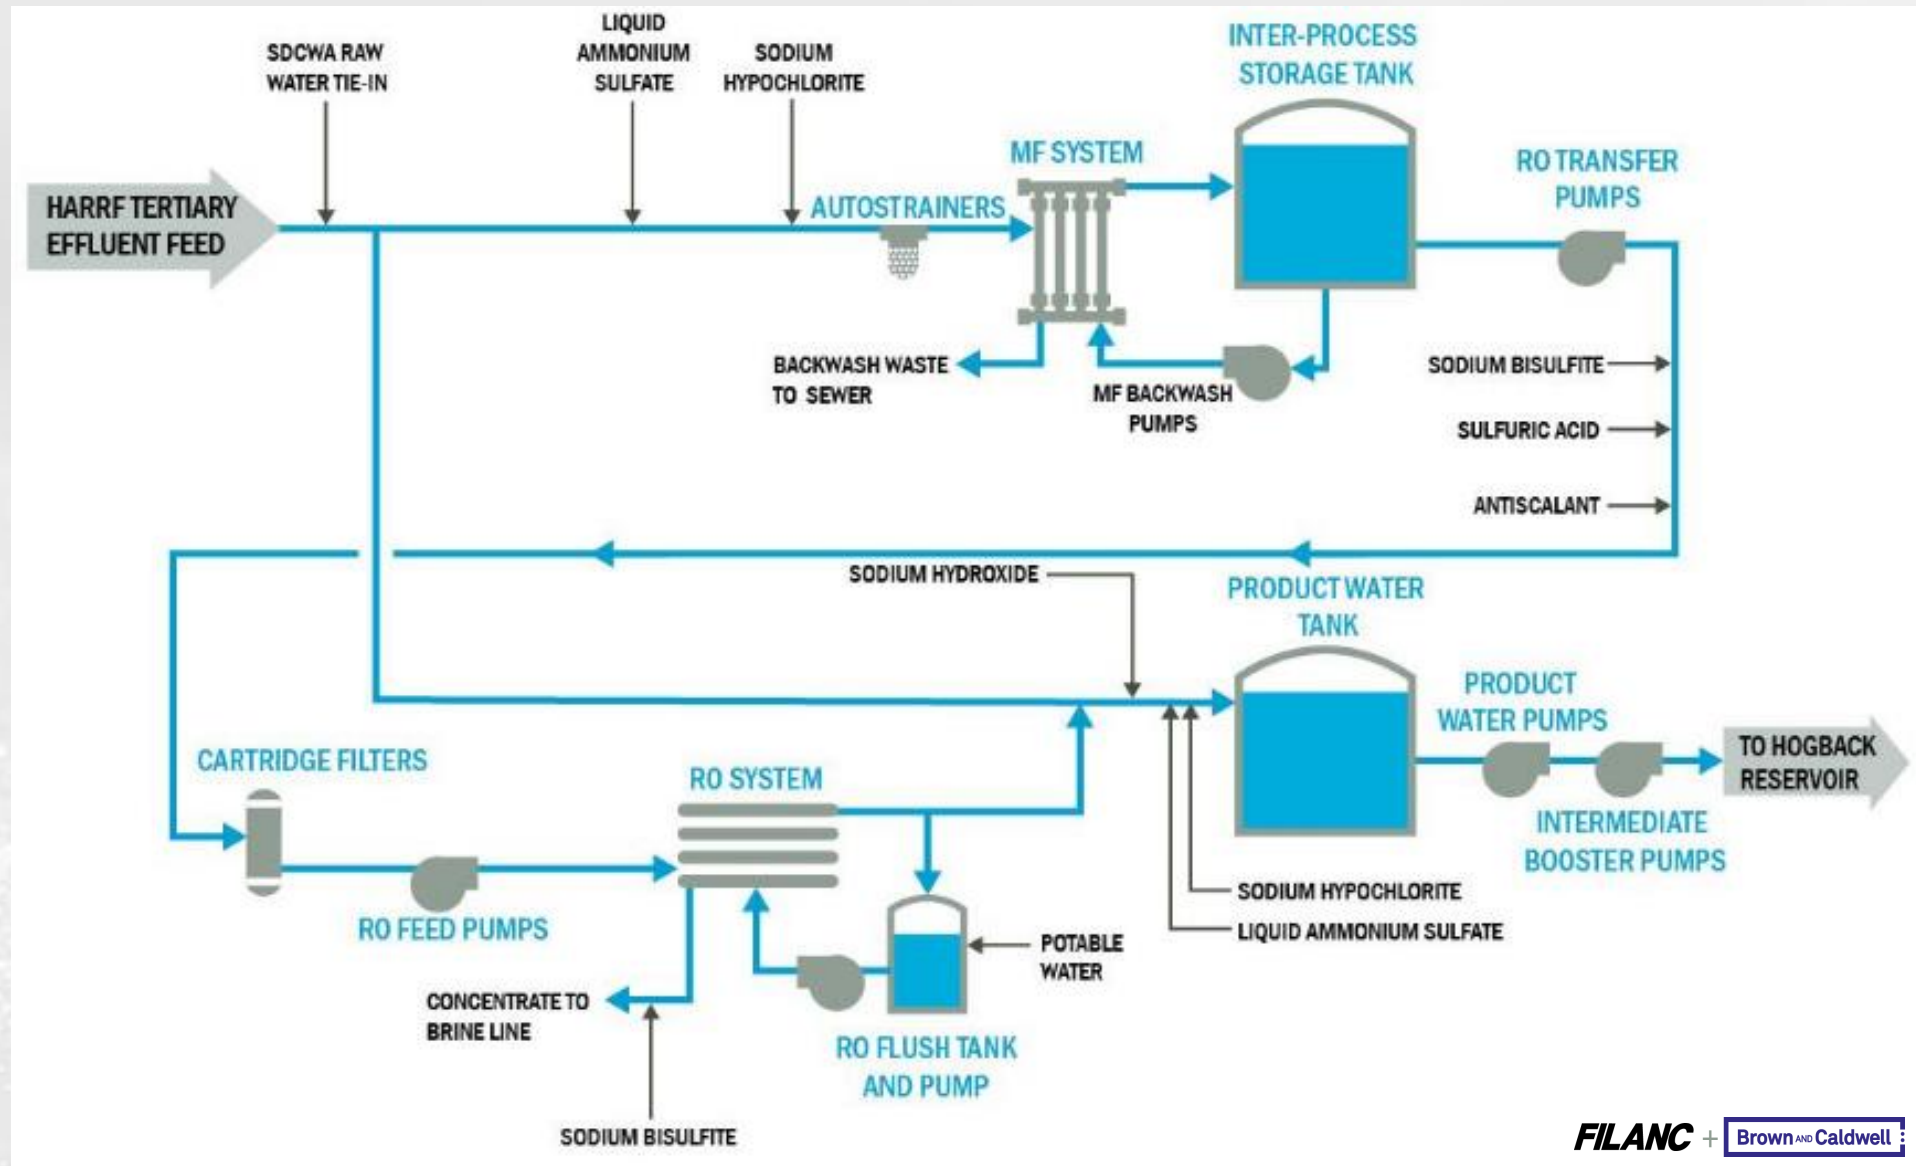 SDCWA RAW
WATER TIE-IN
LIQUID
AMMONIUM
SULFATE
SODIUM
HYPOCHLORITE
INTER-PROCESS
STORAGE TANK
MF SYSTEM
RO TRANSFER
PUMPS
HARRF TERTIARY
EFFLUENT FEED
AUTOSTRAINERS
BACKWASH WASTE
TO SEWER
MF BACKWASH
PUMPS
SODIUM BISULFITE
SULFURIC ACID
ANTISCALANT
SODIUM HYDROXIDE
PRODUCT WATER
TANK
PRODUCT
WATER PUMPS
TO HOGBACK
RESERVOIR
CARTRIDGE FILTERS
RO SYSTEM
INTERMEDIATE
BOOSTER PUMPS
SODIUM HYPOCHLORITE
LIQUID AMMONIUM SULFATE
RO FEED PUMPS
POTABLE
WATER
CONCENTRATE TO
BRINE LINE
RO FLUSH TANK
AND PUMP
SODIUM BISULFITE
FILANC + Brown AND Caldwell